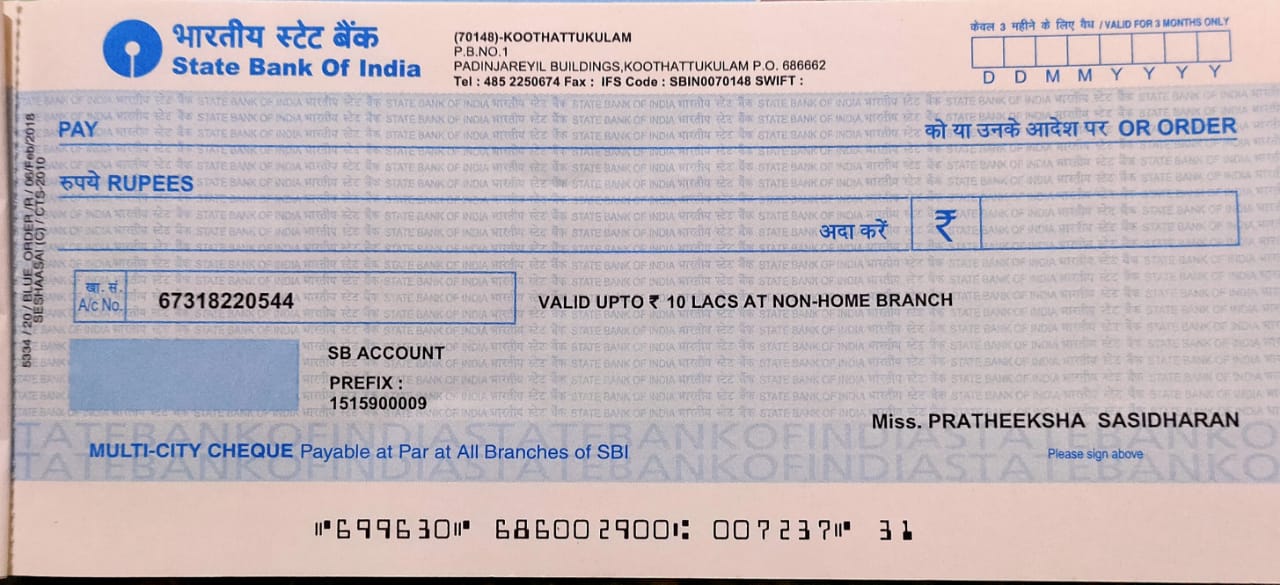 भारतीय स्टेट बैंक
State Bank Of India
(70148)-KOOTHATTUKULAM
P.B.NO.1
PADINJAREYIL BUILDINGS,KOOTHATTUKULAM P.O. 686662
Tel : 485 2250674 Fax : IFS Code : SBIN0070148 SWIFT :
केवल 3 महीने के लिए वैध / VALID FOR 3 MONTHS ONLY
D D M M Y Y Y Y
PAY
को या उनके आदेश पर OR ORDER
रुपये RUPEES
अदा करें ₹
खा. सं.
A/c No.
67318220544
VALID UPTO ₹ 10 LACS AT NON-HOME BRANCH
SB ACCOUNT
PREFIX :
1515900009
Miss. PRATHEEKSHA SASIDHARAN
MULTI-CITY CHEQUE Payable at Par at All Branches of SBI
Please sign above
⑈699630⑈ 686002900⑆ 007237⑈ 31
5334 / 20 / BLUE_ORDER_/R / 06/Feb/2018
SESHAASAI (C) / CTS-2010